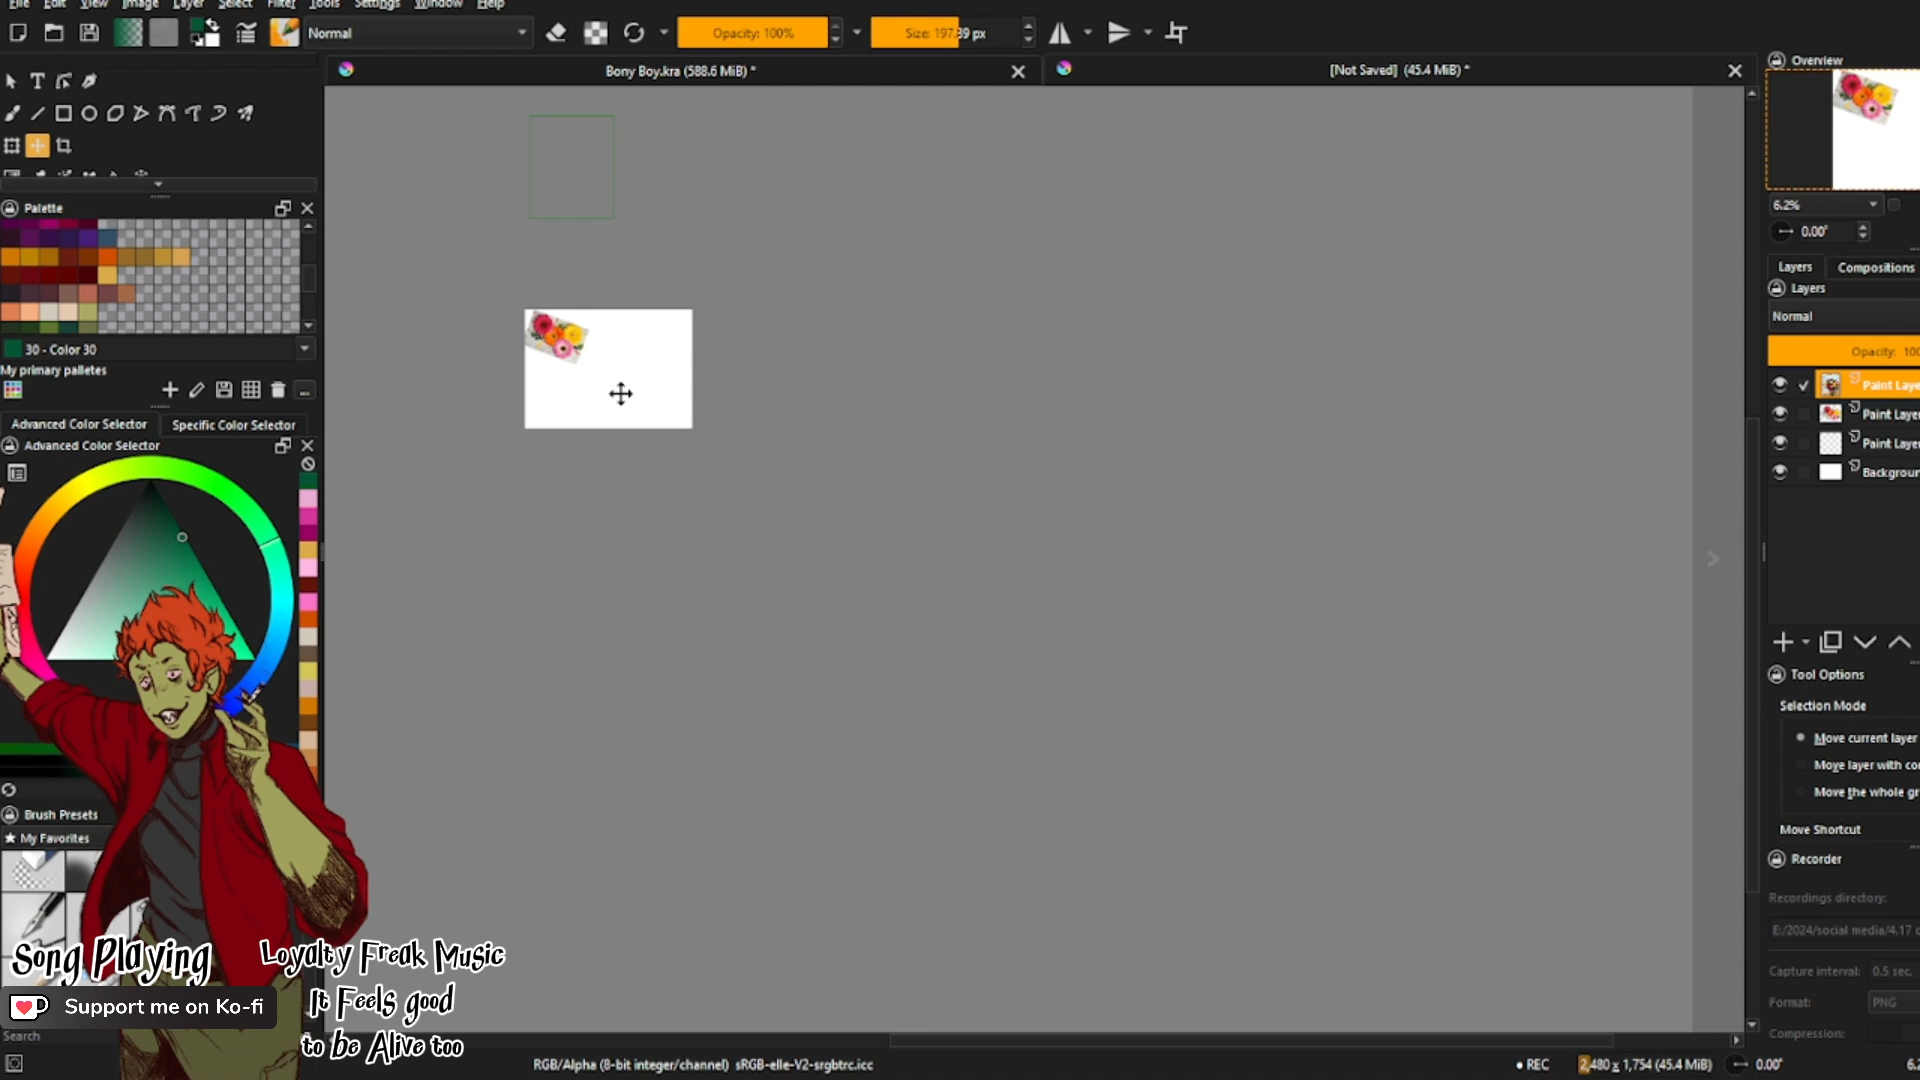 File Edit View Image Layer Select Filter Tools Settings Window Help
Normal
Opacity: 100%
Size: 197.39 px
Bony Boy.kra (588.6 MiB) *
[Not Saved] (45.4 MiB) *
Overview
6.2%
0.00°
Palette
30 - Color 30
My primary palletes
Advanced Color Selector
Specific Color Selector
Advanced Color Selector
Layers
Compositions
Layers
Normal
Opacity: 100
Paint Laye
Paint Laye
Paint Laye
Backgroun
Tool Options
Selection Mode
Move current layer
Move layer with co
Move the whole gr
Move Shortcut
Recorder
Recordings directory:
E:/2024/social media/4.17
Capture interval: 0.5 sec.
Format: PNG
Compression:
Brush Presets
★ My Favorites
Song Playing
Loyalty Freak Music
It Feels good
to be Alive too
Support me on Ko-fi
Search
RGB/Alpha (8-bit integer/channel) sRGB-elle-V2-srgbtrc.icc
• REC
2,480 x 1,754 (45.4 MiB)
0.00°
6.2